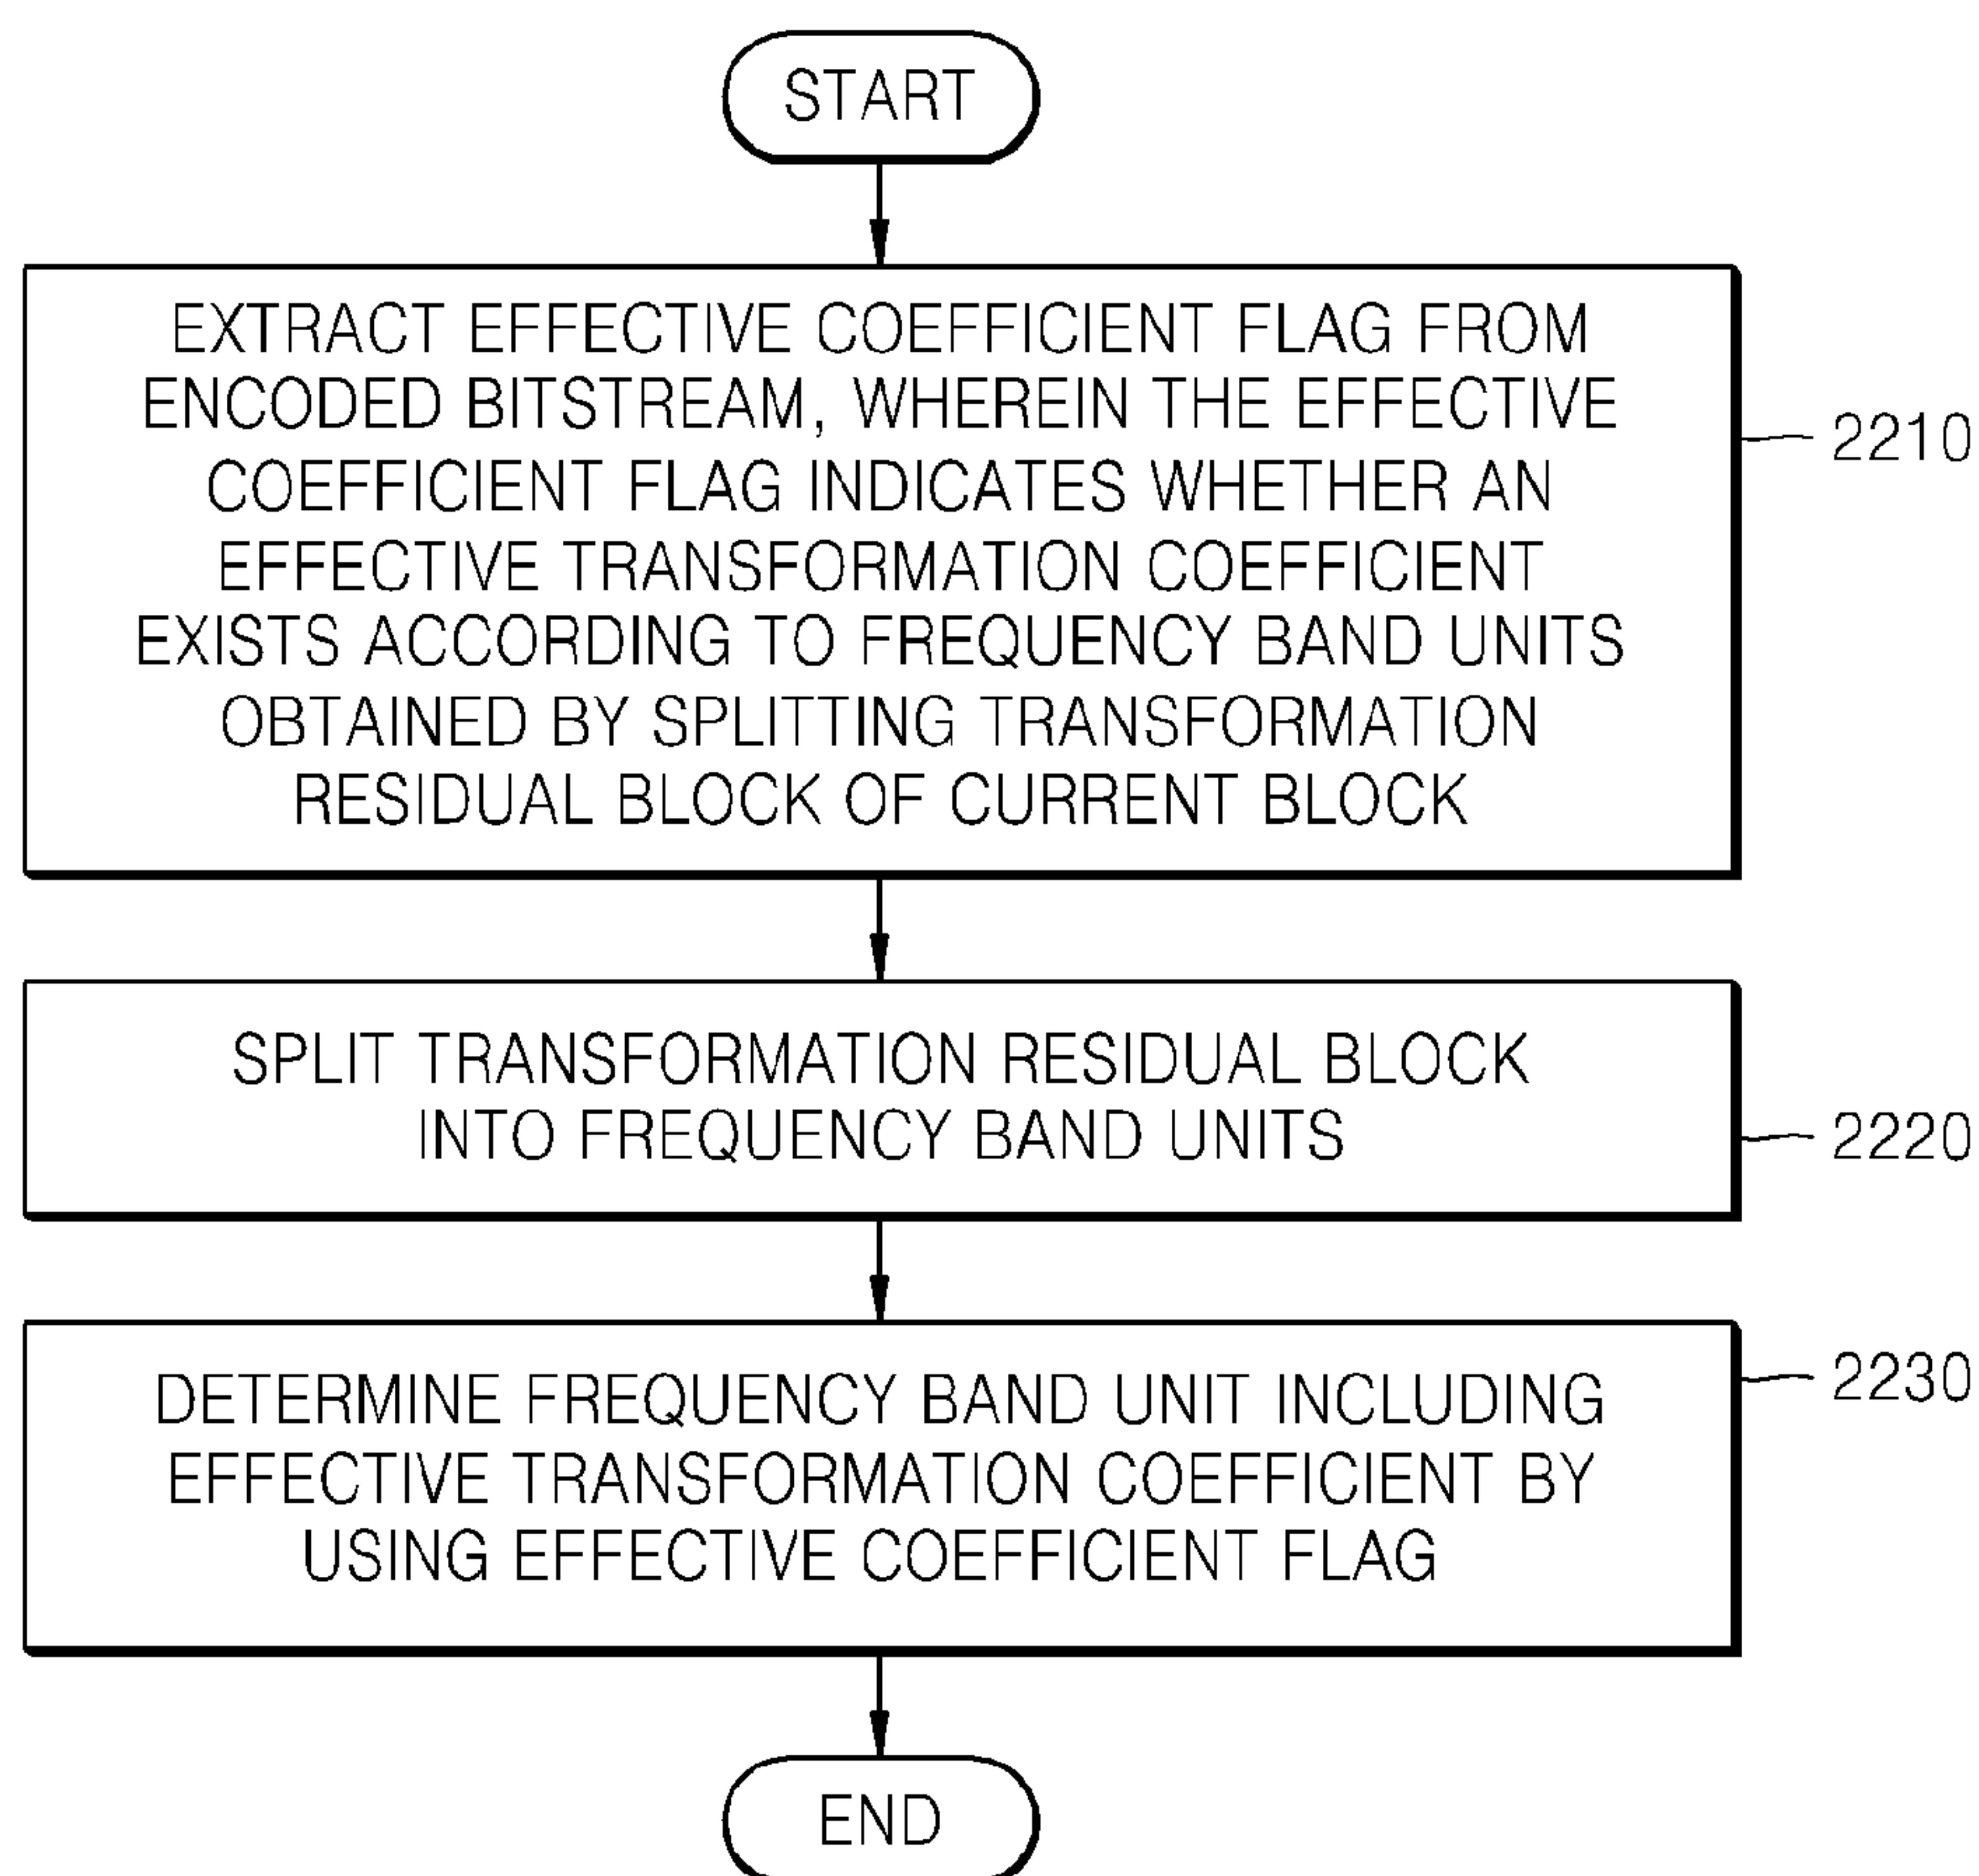 START
EXTRACT EFFECTIVE COEFFICIENT FLAG FROM
ENCODED BITSTREAM, WHEREIN THE EFFECTIVE
COEFFICIENT FLAG INDICATES WHETHER AN
EFFECTIVE TRANSFORMATION COEFFICIENT
EXISTS ACCORDING TO FREQUENCY BAND UNITS
OBTAINED BY SPLITTING TRANSFORMATION
RESIDUAL BLOCK OF CURRENT BLOCK
2210
SPLIT TRANSFORMATION RESIDUAL BLOCK
INTO FREQUENCY BAND UNITS
2220
DETERMINE FREQUENCY BAND UNIT INCLUDING
EFFECTIVE TRANSFORMATION COEFFICIENT BY
USING EFFECTIVE COEFFICIENT FLAG
2230
END